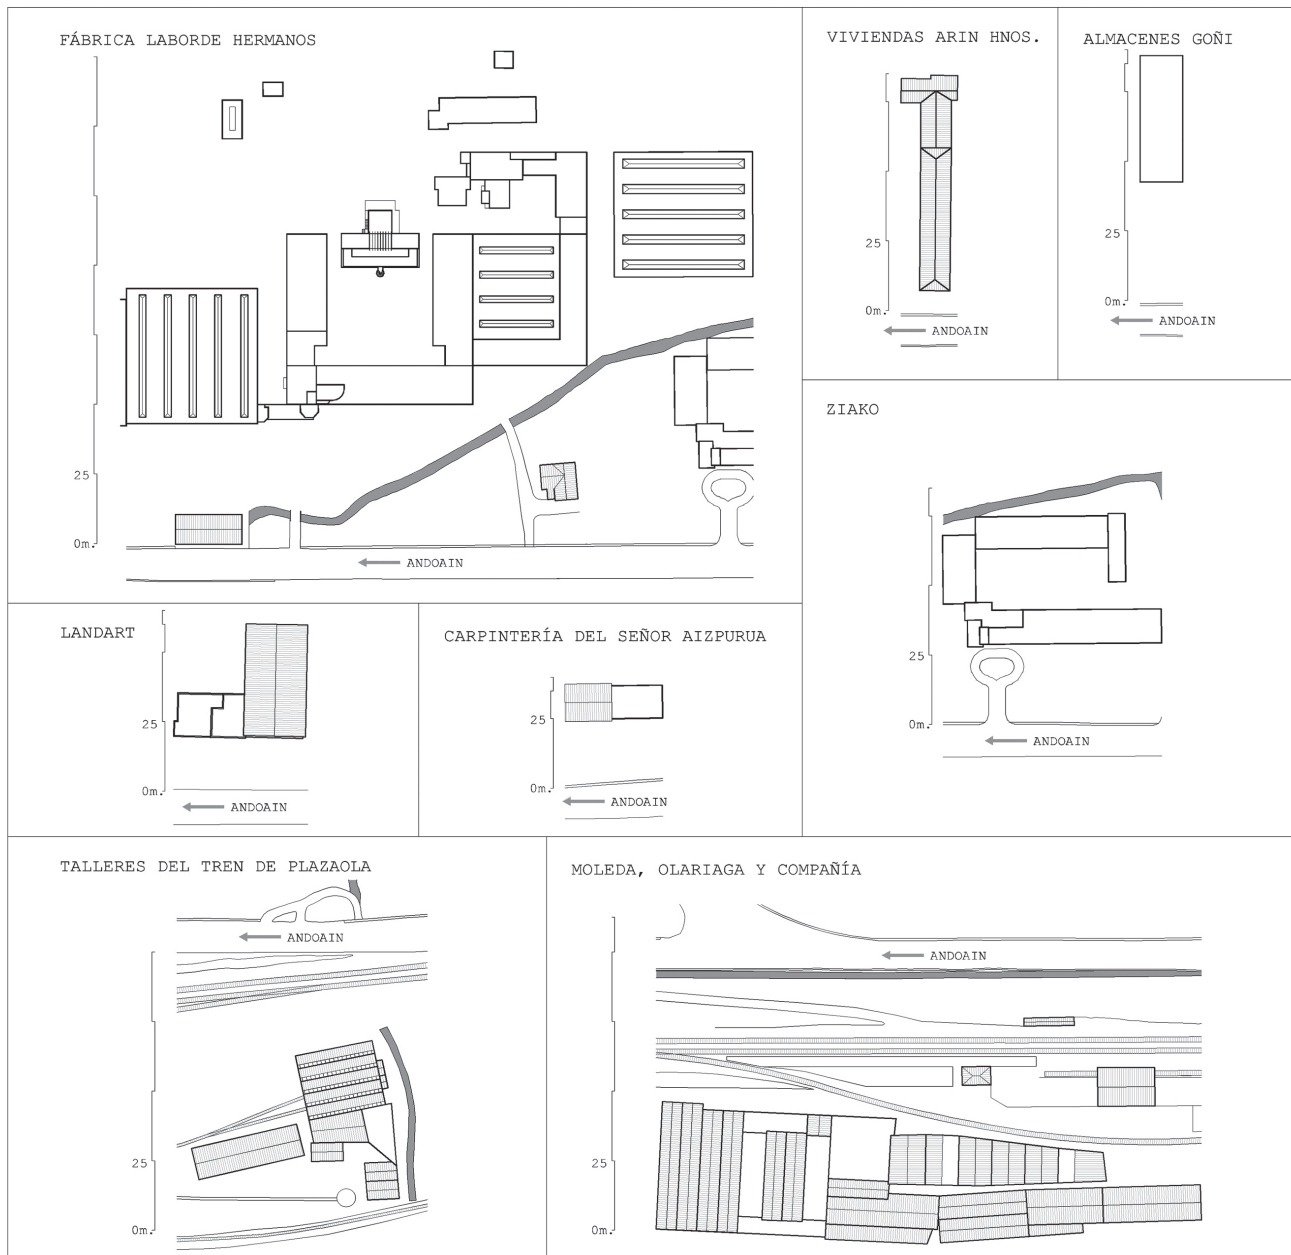 FÁBRICA LABORDE HERMANOS
25
0m.
ANDOAIN
VIVIENDAS ARIN HNOS.
25
0m.
ANDOAIN
ALMACENES GOÑI
25
0m.
ANDOAIN
ZIAKO
25
0m.
ANDOAIN
LANDART
25
0m.
ANDOAIN
CARPINTERÍA DEL SEÑOR AIZPURUA
25
0m.
ANDOAIN
TALLERES DEL TREN DE PLAZAOLA
ANDOAIN
25
0m.
MOLEDA, OLARIAGA Y COMPAÑÍA
ANDOAIN
25
0m.